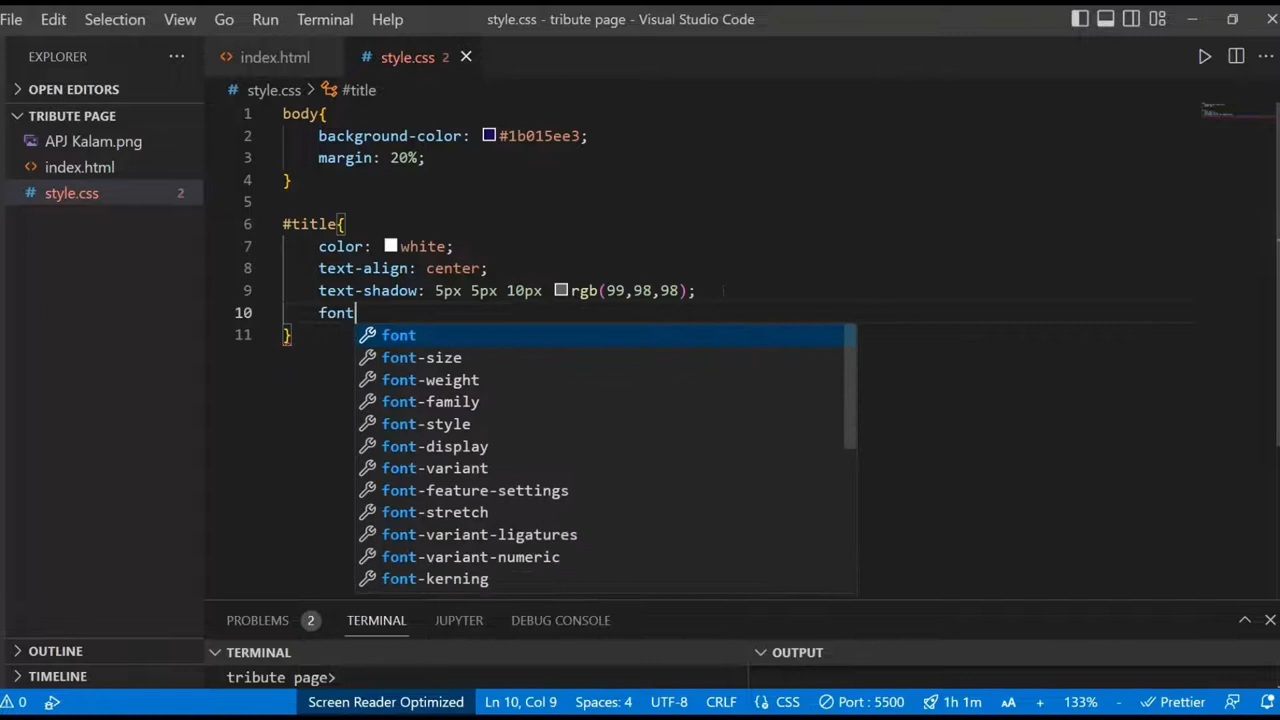 File Edit Selection View Go Run Terminal Help style.css - tribute page - Visual Studio Code
EXPLORER ··· <> index.html # style.css 2 ×
# style.css > #title
> OPEN EDITORS
TRIBUTE PAGE
APJ Kalam.png
<> index.html
# style.css 2
1 body{
2 background-color: #1b015ee3;
3 margin: 20%;
4 }
5
6 #title{
7 color: white;
8 text-align: center;
9 text-shadow: 5px 5px 10px rgb(99,98,98);
10 font
11 }
font
font-size
font-weight
font-family
font-style
font-display
font-variant
font-feature-settings
font-stretch
font-variant-ligatures
font-variant-numeric
font-kerning
PROBLEMS 2 TERMINAL JUPYTER DEBUG CONSOLE
TERMINAL OUTPUT
tribute page>
> OUTLINE
> TIMELINE
0 Screen Reader Optimized Ln 10, Col 9 Spaces: 4 UTF-8 CRLF {} CSS Port : 5500 1h 1m AA 133% - Prettier